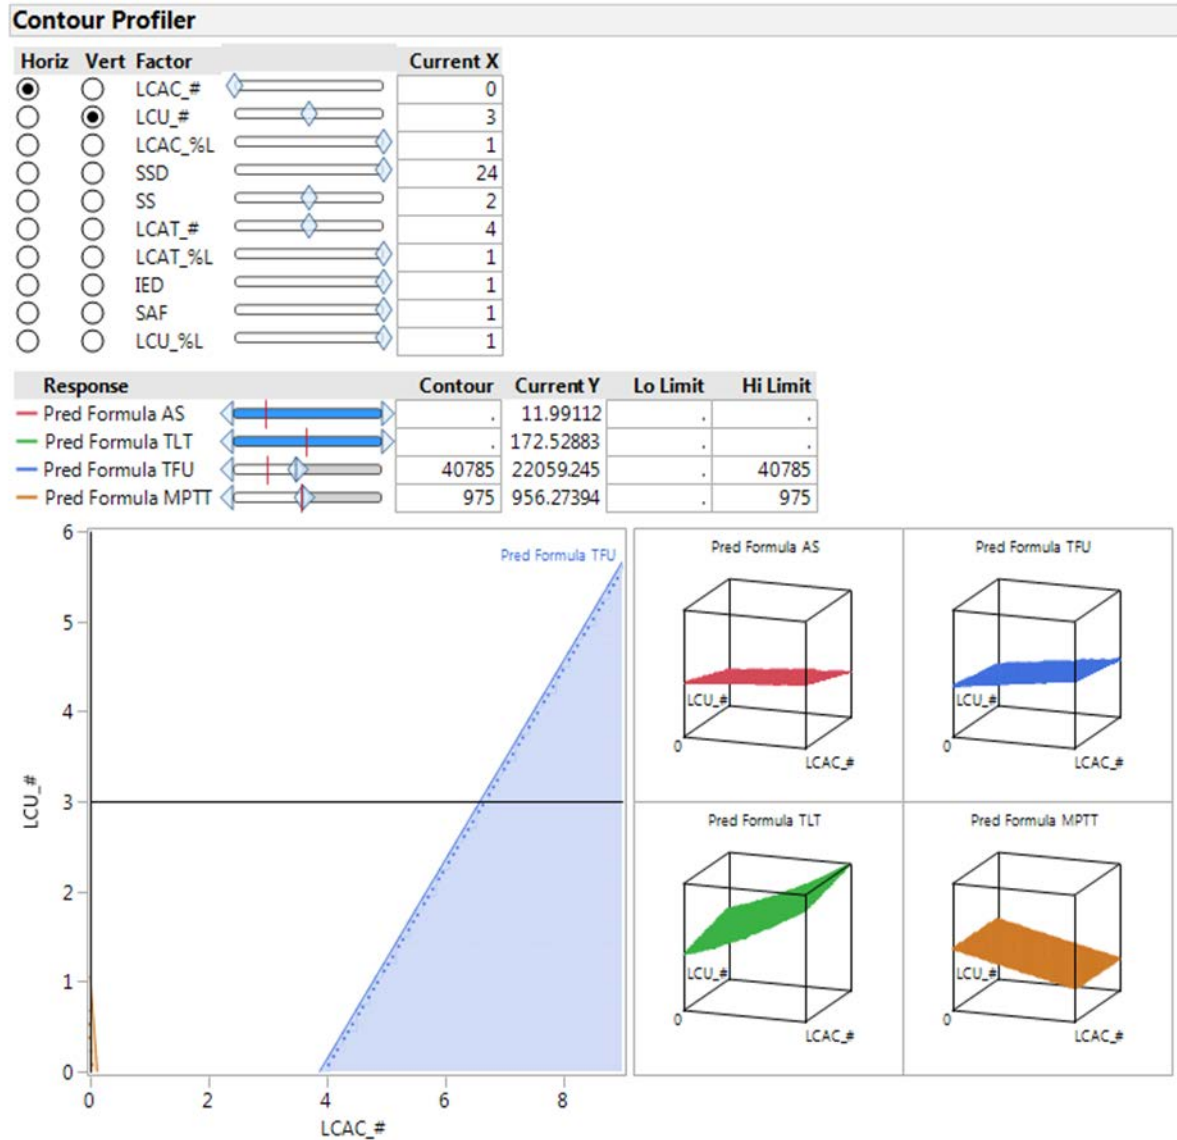 Contour Profiler
Horiz Vert Factor Current X
LCAC_# 0
LCU_# 3
LCAC_%L 1
SSD 24
SS 2
LCAT_# 4
LCAT_%L 1
IED 1
SAF 1
LCU_%L 1
Response Contour Current Y Lo Limit Hi Limit
Pred Formula AS . 11.99112 . .
Pred Formula TLT . 172.52883 . .
Pred Formula TFU 40785 22059.245 . 40785
Pred Formula MPTT 975 956.27394 . 975
6
5
4
3
2
1
0
LCU_#
Pred Formula TFU
0 2 4 6 8
LCAC_#
Pred Formula AS
LCU_#
0
LCAC_#
Pred Formula TFU
LCU_#
0
LCAC_#
Pred Formula TLT
LCU_#
0
LCAC_#
Pred Formula MPTT
LCU_#
0
LCAC_#